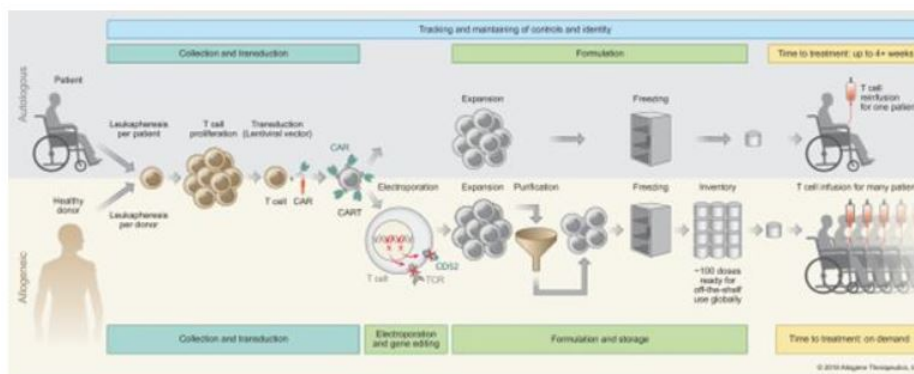 Tracking and maintaining of controls and identity
Collection and transduction
Formulation
Time to treatment: up to 4+ weeks
Autologous
Patient
Leukapheresis
per patient
T cell
proliferation
Transduction
(Lentiviral vector)
CAR
Expansion
Freezing
T cell
reinfusion
for one patient
T cell
CAR
CART
Allogeneic
Healthy
donor
Leukapheresis
per donor
Electroporation
T cell
CD52
TCR
Expansion
Purification
Freezing
Inventory
~100 doses
ready for
off-the-shelf
use globally
T cell infusion for many patient
Collection and transduction
Electroporation
and gene editing
Formulation and storage
Time to treatment: on demand
© 2019 Allogene Therapeutics,